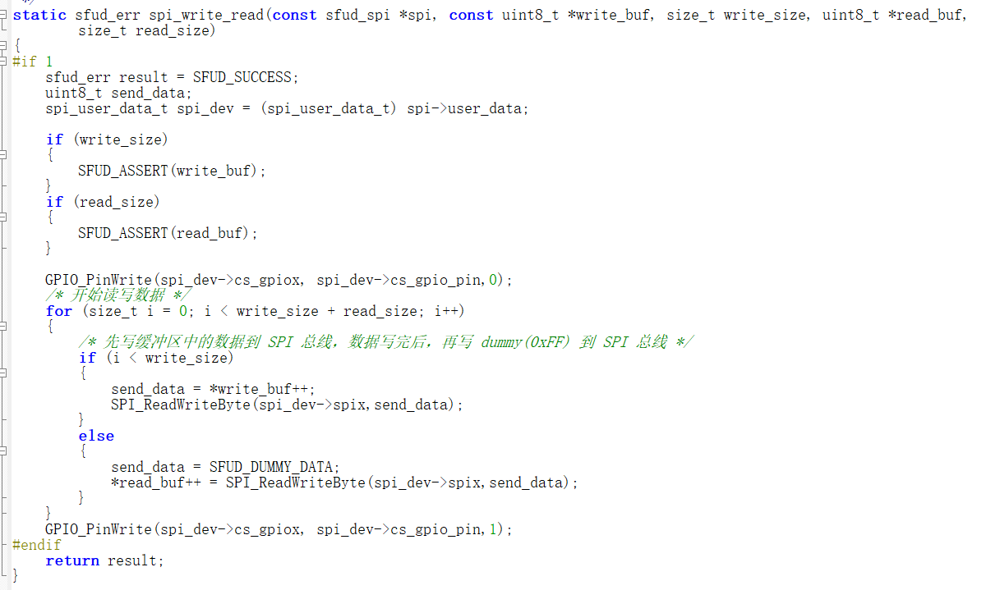 */
static sfud_err spi_write_read(const sfud_spi *spi, const uint8_t *write_buf, size_t write_size, uint8_t *read_buf,
        size_t read_size)
{
#if 1
    sfud_err result = SFUD_SUCCESS;
    uint8_t send_data;
    spi_user_data_t spi_dev = (spi_user_data_t) spi->user_data;

    if (write_size)
    {
        SFUD_ASSERT(write_buf);
    }
    if (read_size)
    {
        SFUD_ASSERT(read_buf);
    }

    GPIO_PinWrite(spi_dev->cs_gpiox, spi_dev->cs_gpio_pin,0);
    /* 开始读写数据 */
    for (size_t i = 0; i < write_size + read_size; i++)
    {
        /* 先写缓冲区中的数据到 SPI 总线，数据写完后，再写 dummy(0xFF) 到 SPI 总线 */
        if (i < write_size)
        {
            send_data = *write_buf++;
            SPI_ReadWriteByte(spi_dev->spix,send_data);
        }
        else
        {
            send_data = SFUD_DUMMY_DATA;
            *read_buf++ = SPI_ReadWriteByte(spi_dev->spix,send_data);
        }
    }
    GPIO_PinWrite(spi_dev->cs_gpiox, spi_dev->cs_gpio_pin,1);
#endif
    return result;
}